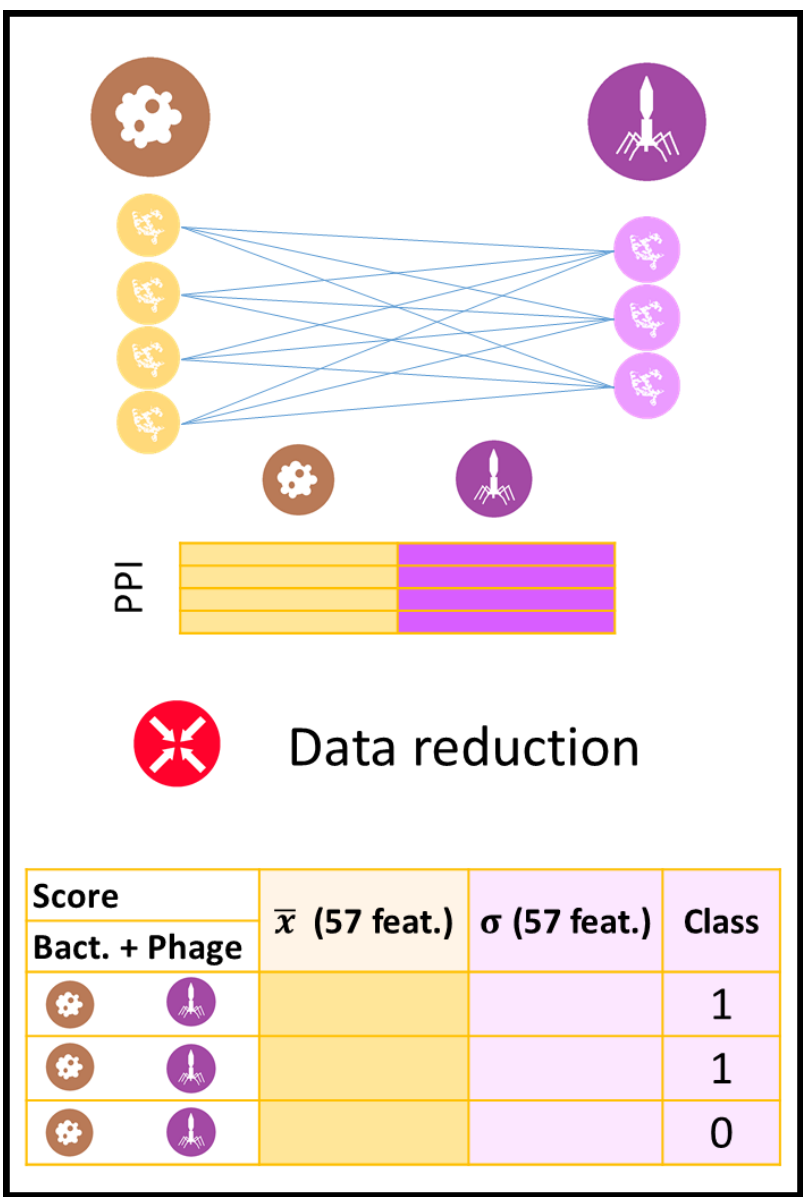 PPI
Data reduction
Score
Bact. + Phage
x̅ (57 feat.)
σ (57 feat.)
Class
1
1
0